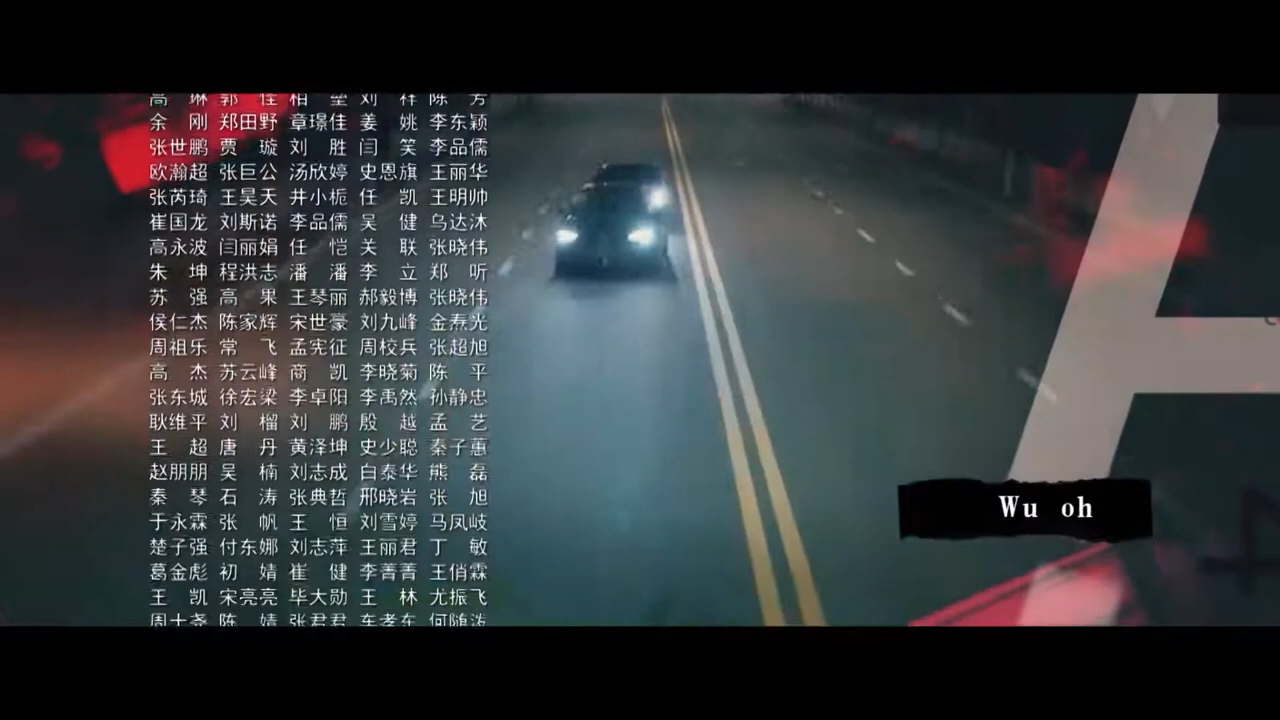 余 刚 郑田野 章璟佳 姜 姚 李东颖
张世鹏 贾 璇 刘 胜 闫 笑 李品儒
欧瀚超 张巨公 汤欣婷 史恩旗 王丽华
张芮琦 王昊天 井小栀 任 凯 王明帅
崔国龙 刘斯诺 李品儒 吴 健 乌达沐
高永波 闫丽娟 任 恺 关 联 张晓伟
朱 坤 程洪志 潘 潘 李 立 郑 听
苏 强 高 果 王琴丽 郝毅博 张晓伟
侯仁杰 陈家辉 宋世豪 刘九峰 金焘光
周祖乐 常 飞 孟宪征 周校兵 张超旭
高 杰 苏云峰 商 凯 李晓菊 陈 平
张东城 徐宏梁 李卓阳 李禹然 孙静忠
耿维平 刘 榴 刘 鹏 殷 越 孟 艺
王 超 唐 丹 黄泽坤 史少聪 秦子蕙
赵朋朋 吴 楠 刘志成 白泰华 熊 磊
秦 琴 石 涛 张典哲 邢晓岩 张 旭
于永霖 张 帆 王 恒 刘雪婷 马凤岐
楚子强 付东娜 刘志萍 王丽君 丁 敏
葛金彪 初 婧 崔 健 李菁菁 王俏霖
王 凯 宋亮亮 毕大勋 王 林 尤振飞
Wu oh